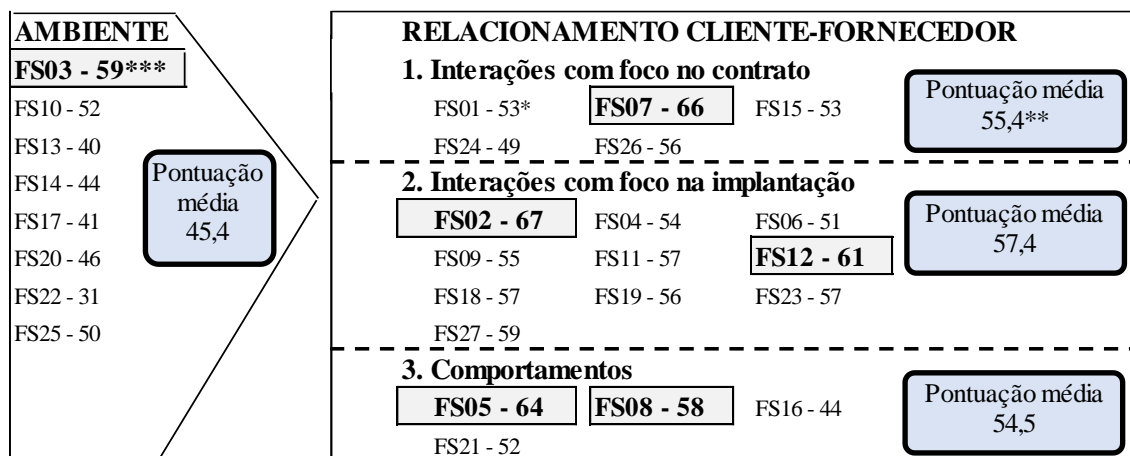 AMBIENTE
FS03 - 59***
FS10 - 52
FS13 - 40
FS14 - 44
FS17 - 41
FS20 - 46
FS22 - 31
FS25 - 50
Pontuação
média
45,4
RELACIONAMENTO CLIENTE-FORNECEDOR
1. Interações com foco no contrato
FS01 - 53* FS07 - 66 FS15 - 53
FS24 - 49 FS26 - 56
Pontuação média
55,4**
2. Interações com foco na implantação
FS02 - 67 FS04 - 54 FS06 - 51
FS09 - 55 FS11 - 57 FS12 - 61
FS18 - 57 FS19 - 56 FS23 - 57
FS27 - 59
Pontuação média
57,4
3. Comportamentos
FS05 - 64 FS08 - 58 FS16 - 44
FS21 - 52
Pontuação média
54,5